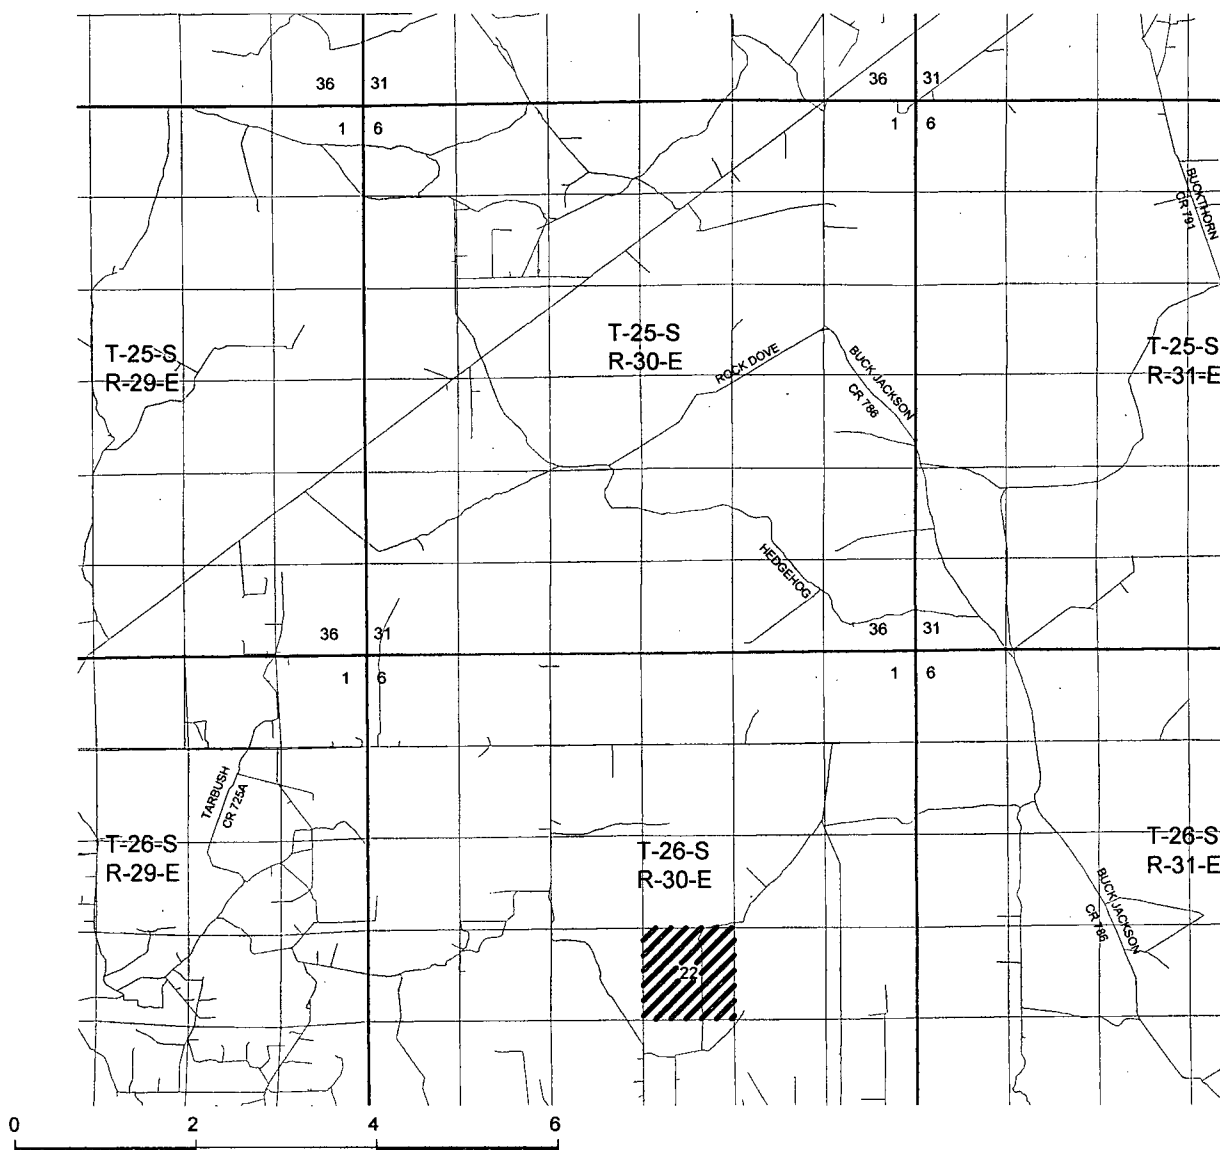 36 31
36 31
1 6
1 6
BUCKTHORN
CR 791
T-25-S
R-29-E
T-25-S
R-30-E
ROCK DOVE
BUCK JACKSON
CR 786
T-25-S
R-31-E
HEDGEHOG
36 31
36 31
1 6
1 6
TARBUSH
CR 725A
T-26-S
R-29-E
T-26-S
R-30-E
T-26-S
R-31-E
BUCK JACKSON
CR 786
22
0 2 4 6